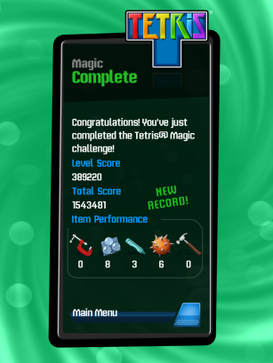 TETRIS
Magic
Complete
Congratulations! You've just
completed the Tetris® Magic
challenge!
Level Score
389220
Total Score
1543481
NEW
RECORD!
Item Performance
0 8 3 6 0
Main Menu